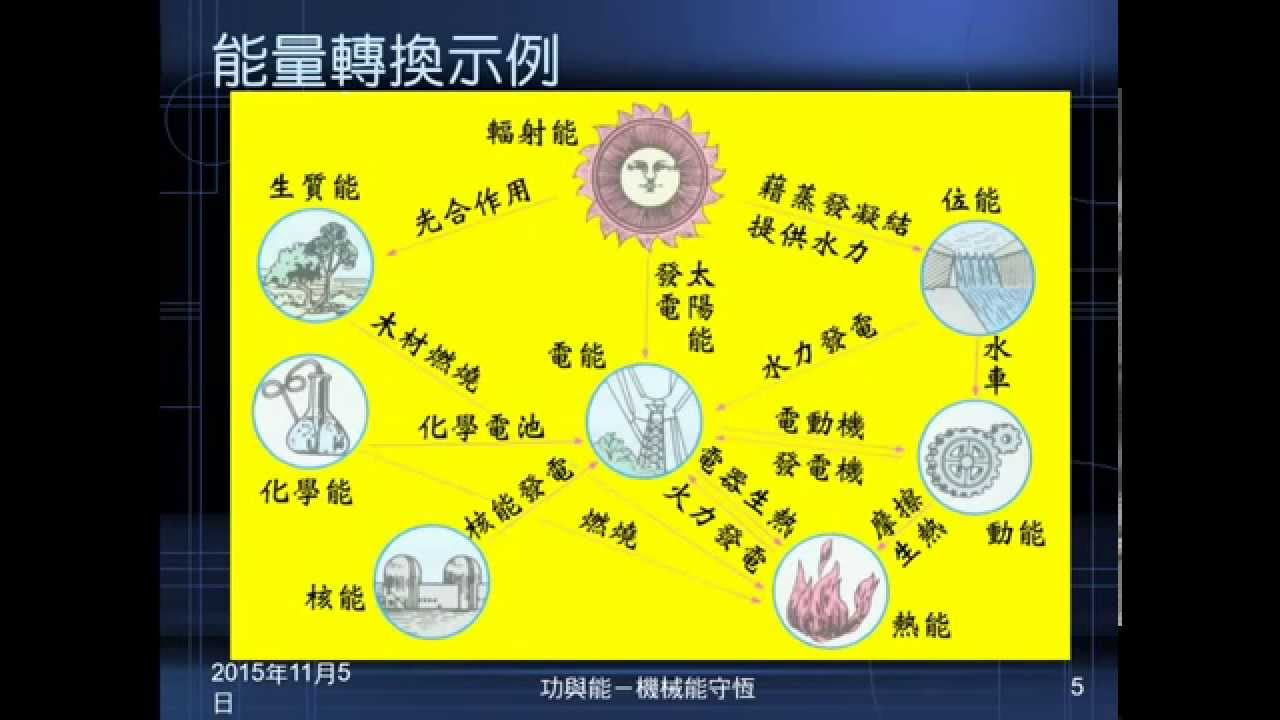 能量轉換示例
輻射能
生質能
光合作用
藉蒸發凝結
提供水力
位能
太陽能
發電
木材燃燒
電能
水力發電
水車
化學電池
電動機
發電機
化學能
核能發電
燃燒
電器生熱
火力發電
摩擦
生熱
動能
核能
熱能
2015年11月5
日
功與能－機械能守恆
5